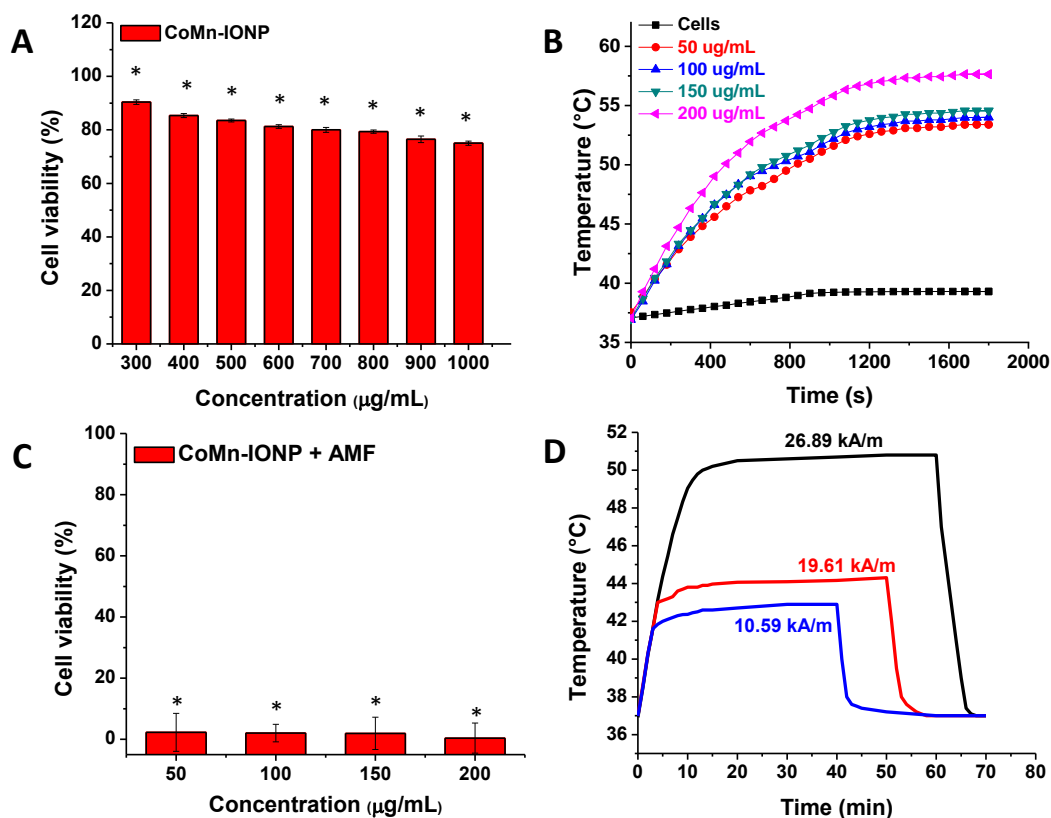 A
CoMn-IONP
120
100
80
60
40
20
0
* * * * * * * *
300 400 500 600 700 800 900 1000
Cell viability (%)
Concentration (μg/mL)
B
Cells
50 ug/mL
100 ug/mL
150 ug/mL
200 ug/mL
60
55
50
45
40
35
0 400 800 1200 1600 2000
Temperature (°C)
Time (s)
C
CoMn-IONP + AMF
100
80
60
40
20
0
* * * *
50 100 150 200
Cell viability (%)
Concentration (μg/mL)
D
26.89 kA/m
19.61 kA/m
10.59 kA/m
52
50
48
46
44
42
40
38
36
0 10 20 30 40 50 60 70 80
Temperature (°C)
Time (min)